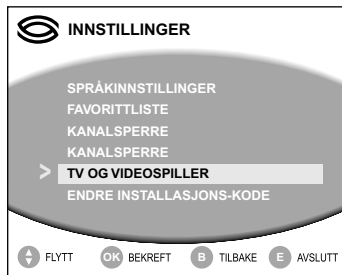 INNSTILLINGER
SPRÅKINNSTILLINGER
FAVORITTLISTE
KANALSPERRE
KANALSPERRE
> TV OG VIDEOSPILLER
ENDRE INSTALLASJONS-KODE
FLYTT OK BEKREFT B TILBAKE E AVSLUTT